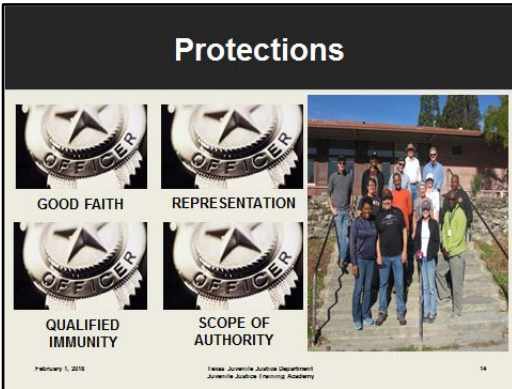 Protections
OFFICER
OFFICER
GOOD FAITH
REPRESENTATION
OFFICER
OFFICER
QUALIFIED
IMMUNITY
SCOPE OF
AUTHORITY
February 1, 2018
Texas Juvenile Justice Department
Juvenile Justice Training Academy
14